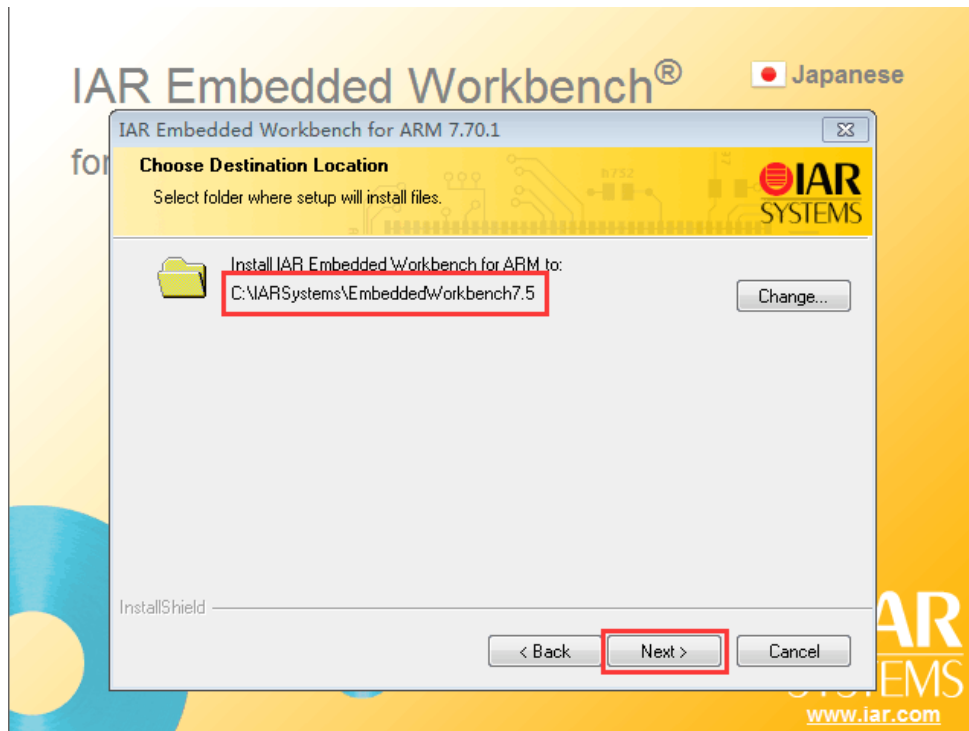 IAR Embedded Workbench®
Japanese
IAR Embedded Workbench for ARM 7.70.1
for
Choose Destination Location
Select folder where setup will install files.
IAR
SYSTEMS
Install IAR Embedded Workbench for ARM to:
C:\IARSystems\EmbeddedWorkbench7.5
Change...
InstallShield
< Back
Next >
Cancel
AR
EMS
www.iar.com